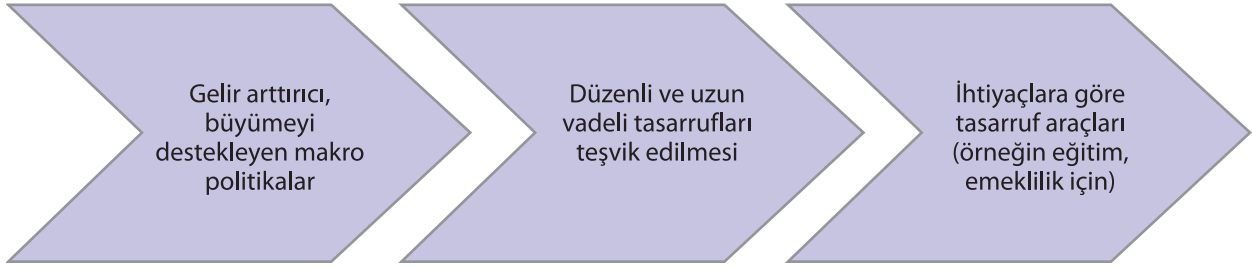 Gelir arttırıcı,
büyümeyi
destekleyen makro
politikalar
Düzenli ve uzun
vadeli tasarrufları
teşvik edilmesi
İhtiyaçlara göre
tasarruf araçları
(örneğin eğitim,
emeklilik için)